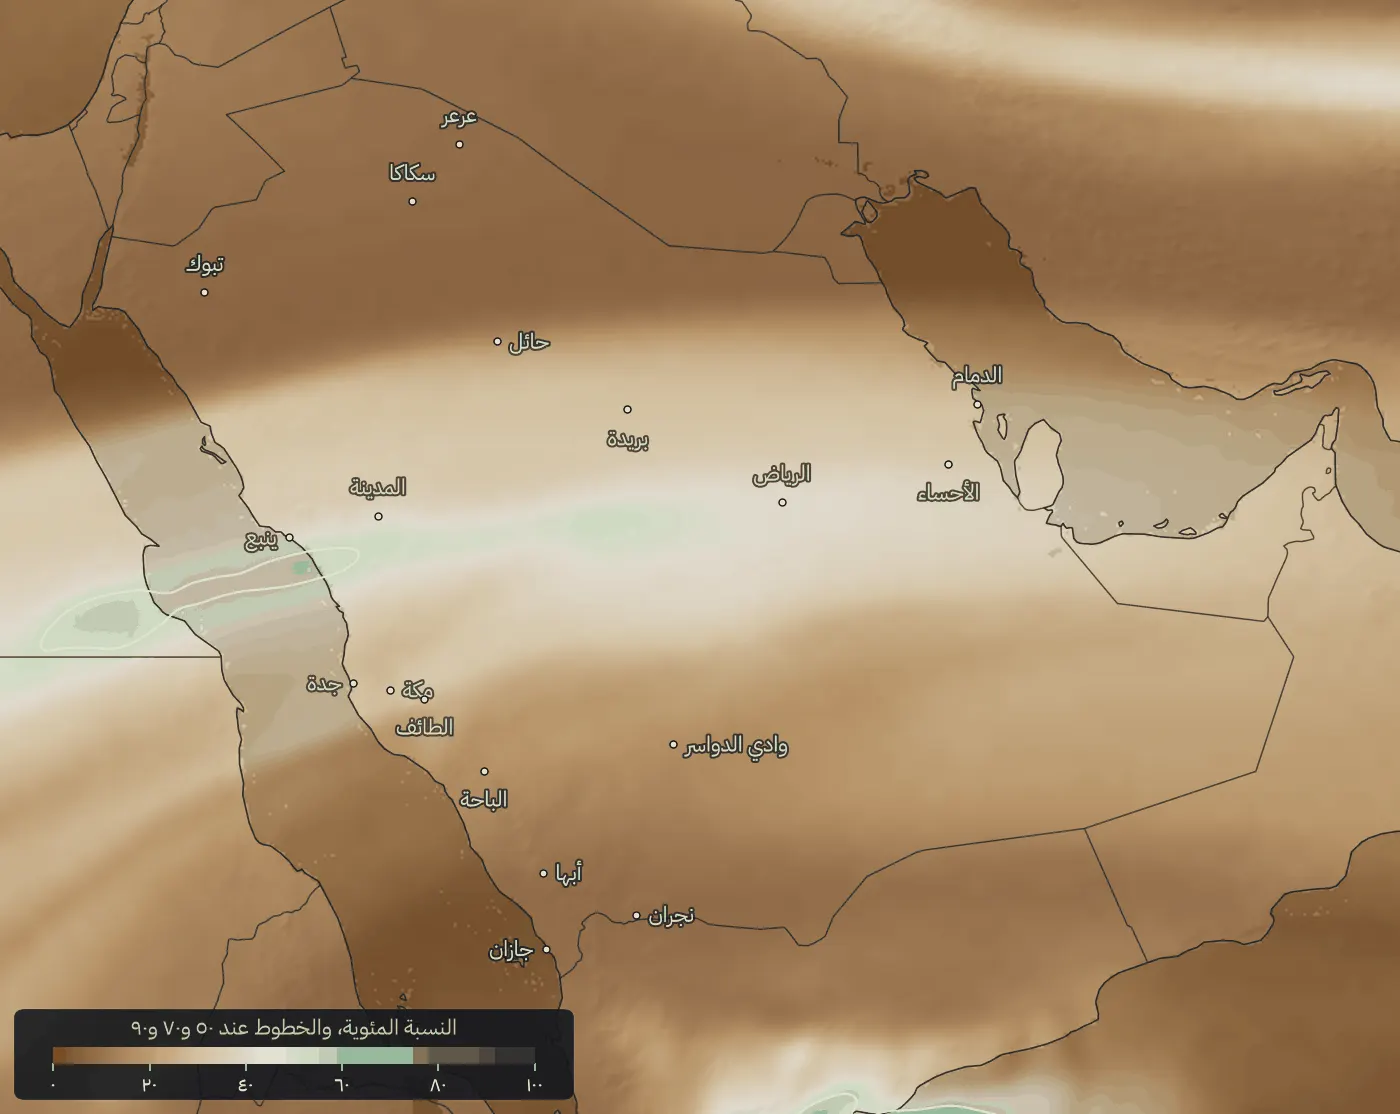 عرعر
سكاكا
تبوك
حائل
الدمام
بريدة
الرياض
المدينة
الأحساء
ينبع
جدة
مكة
الطائف
وادي الدواسر
الباحة
أبها
نجران
جازان
النسبة المئوية، والخطوط عند ٥٠ و٧٠ و٩٠
٠ ٢٠ ٤٠ ٦٠ ٨٠ ١٠٠